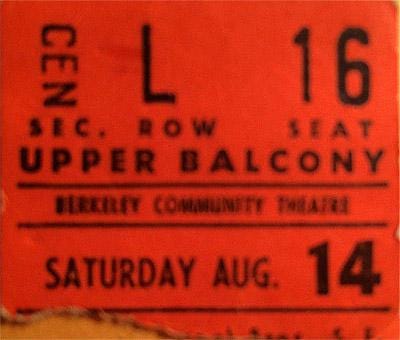 CEN L 16
SEC. ROW SEAT
UPPER BALCONY
BERKELEY COMMUNITY THEATRE
SATURDAY AUG. 14